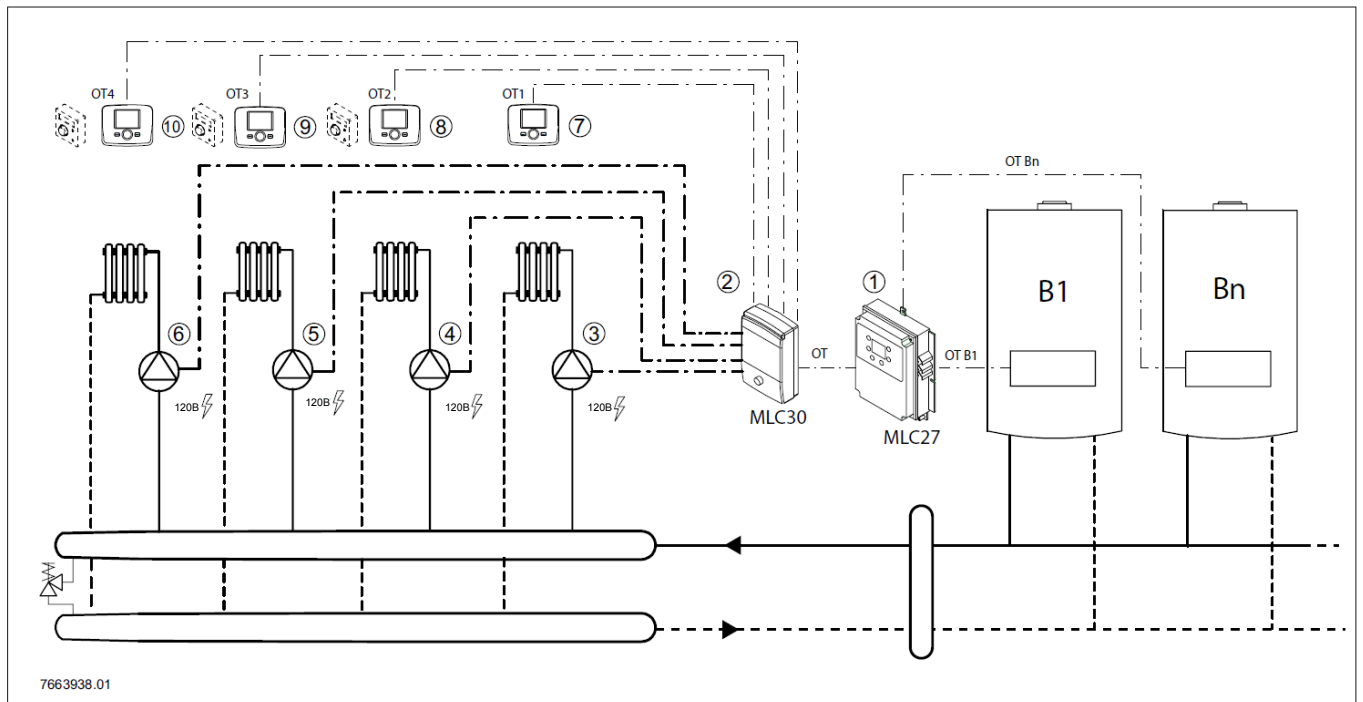 OT4
OT3
OT2
OT1
⑩
⑨
⑧
⑦
OT Bn
②
①
B1
Bn
⑥
⑤
④
③
OT
OT B1
120B
120B
120B
120B
MLC30
MLC27
7663938.01